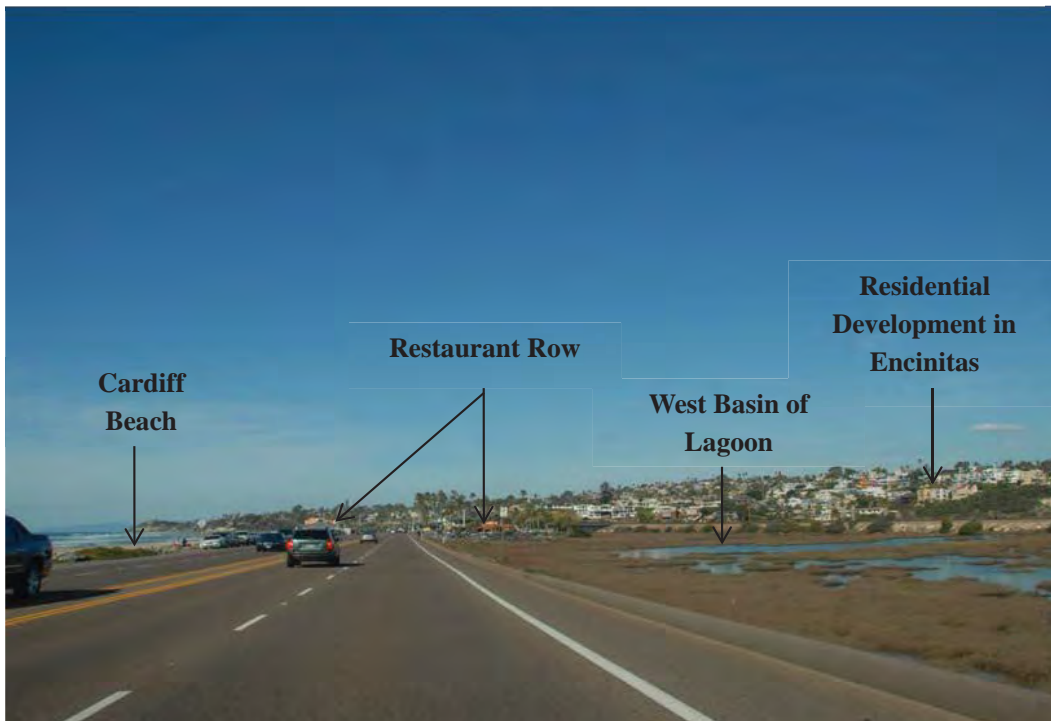 Residential
Development in
Encinitas
Restaurant Row
Cardiff
Beach
West Basin of
Lagoon